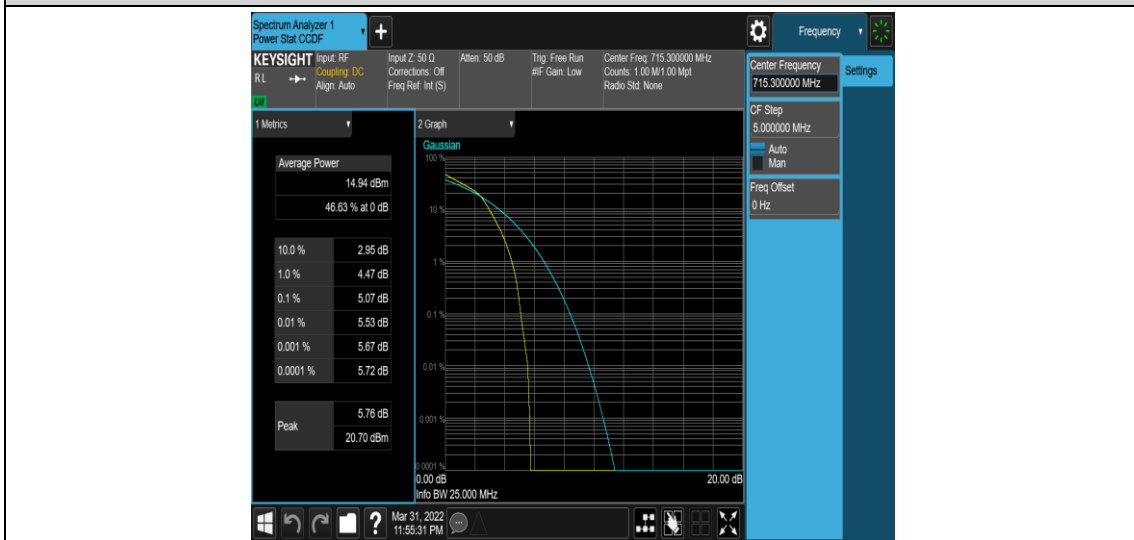 Spectrum Analyzer 1
Power Stat CCDF
Frequency
KEYSIGHT
RL
Input: RF
Coupling: DC
Align: Auto
Input Z: 50 Ω
Corrections: Off
Freq Ref: Int (S)
Atten: 50 dB
Trig: Free Run
#IF Gain: Low
Center Freq: 715.300000 MHz
Counts: 1.00 M/1.00 Mpt
Radio Std: None
Center Frequency
715.300000 MHz
Settings
CF Step
5.000000 MHz
Auto
Man
Freq Offset
0 Hz
1 Metrics
Average Power
14.94 dBm
46.63 % at 0 dB
10.0 % 2.95 dB
1.0 % 4.47 dB
0.1 % 5.07 dB
0.01 % 5.53 dB
0.001 % 5.67 dB
0.0001 % 5.72 dB
Peak 5.76 dB
20.70 dBm
2 Graph
Gaussian
100 %
10 %
1 %
0.1 %
0.01 %
0.001 %
0.0001 %
0.00 dB 20.00 dB
Info BW 25.000 MHz
?
Mar 31, 2022
11:55:31 PM